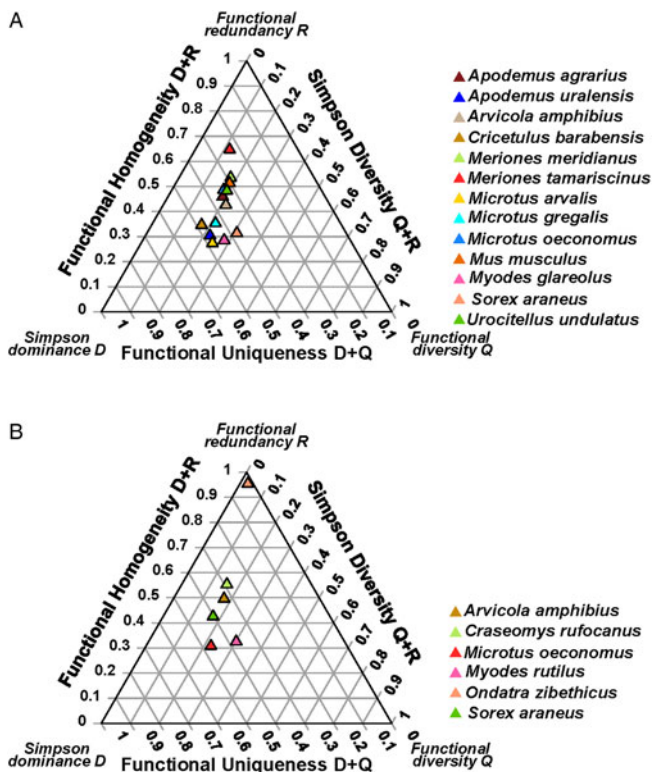 A
Functional
redundancy R
Functional Homogeneity D+R
Simpson Diversity Q+R
1
0.9
0.8
0.7
0.6
0.5
0.4
0.3
0.2
0.1
0
0
0.1
0.2
0.3
0.4
0.5
0.6
0.7
0.8
0.9
1
1
0.9
0.8
0.7
0.6
0.5
0.4
0.3
0.2
0.1
0
Simpson
dominance D
Functional Uniqueness D+Q
Functional
diversity Q
Apodemus agrarius
Apodemus uralensis
Arvicola amphibius
Cricetulus barabensis
Meriones meridianus
Meriones tamariscinus
Microtus arvalis
Microtus gregalis
Microtus oeconomus
Mus musculus
Myodes glareolus
Sorex araneus
Urocitellus undulatus
B
Functional
redundancy R
Functional Homogeneity D+R
Simpson Diversity Q+R
1
0.9
0.8
0.7
0.6
0.5
0.4
0.3
0.2
0.1
0
0
0.1
0.2
0.3
0.4
0.5
0.6
0.7
0.8
0.9
1
1
0.9
0.8
0.7
0.6
0.5
0.4
0.3
0.2
0.1
0
Simpson
dominance D
Functional Uniqueness D+Q
Functional
diversity Q
Arvicola amphibius
Craseomys rufocanus
Microtus oeconomus
Myodes rutilus
Ondatra zibethicus
Sorex araneus